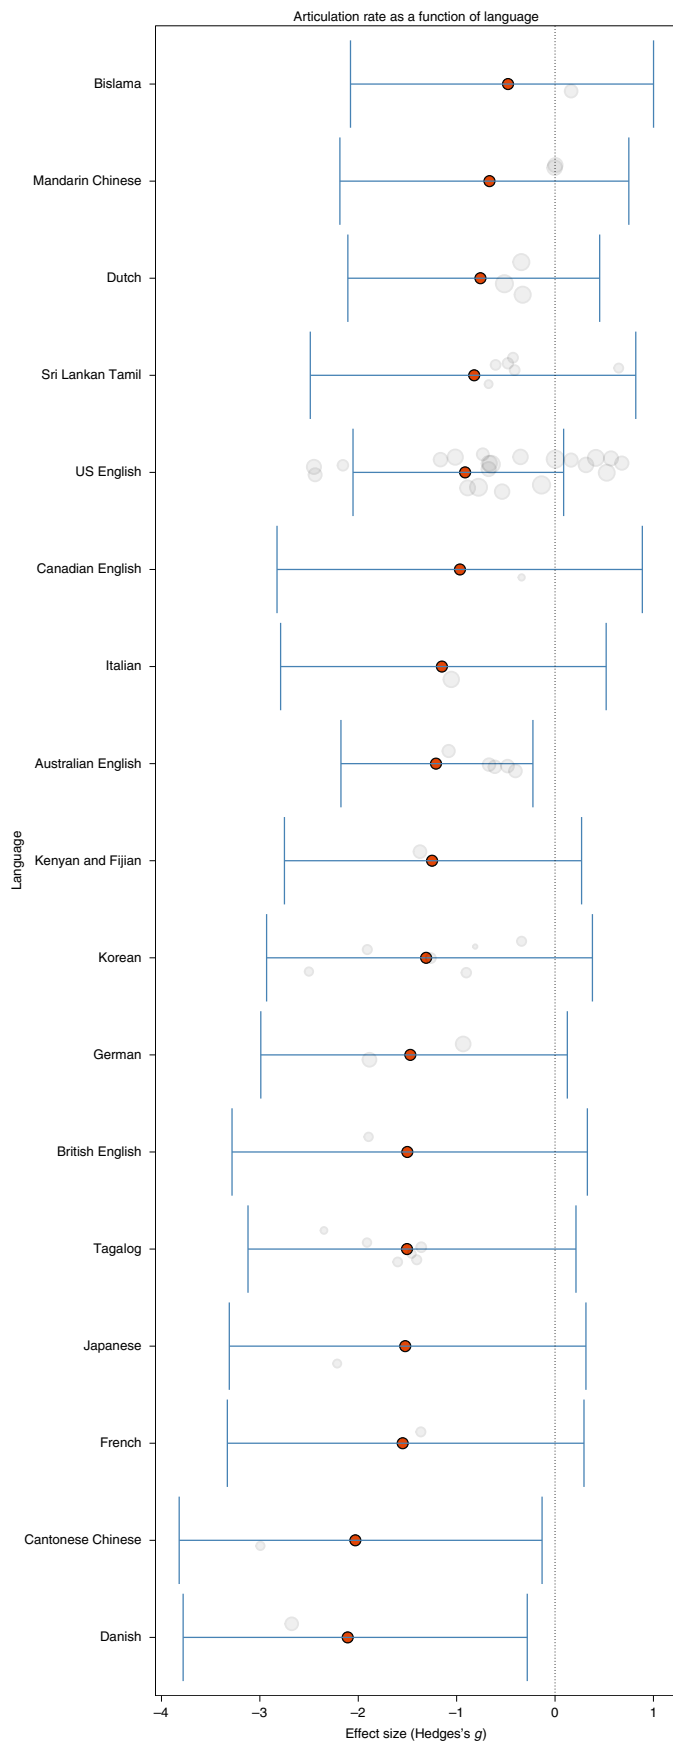 Articulation rate as a function of language
Bislama
Mandarin Chinese
Dutch
Sri Lankan Tamil
US English
Canadian English
Italian
Australian English
Language
Kenyan and Fijian
Korean
German
British English
Tagalog
Japanese
French
Cantonese Chinese
Danish
–4 –3 –2 –1 0 1
Effect size (Hedges's g)